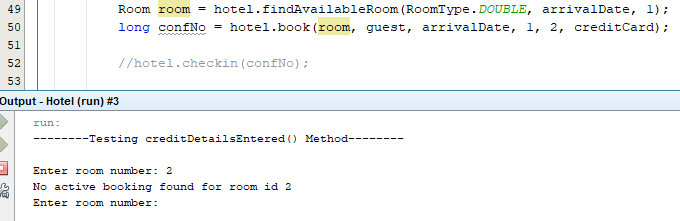 49 Room room = hotel.findAvailableRoom(RoomType.DOUBLE, arrivalDate, 1);
50 long confNo = hotel.book(room, guest, arrivalDate, 1, 2, creditCard);
51
52 //hotel.checkin(confNo);
53
Output - Hotel (run) #3
run:
--------Testing creditDetailsEntered() Method--------
Enter room number: 2
No active booking found for room id 2
Enter room number: